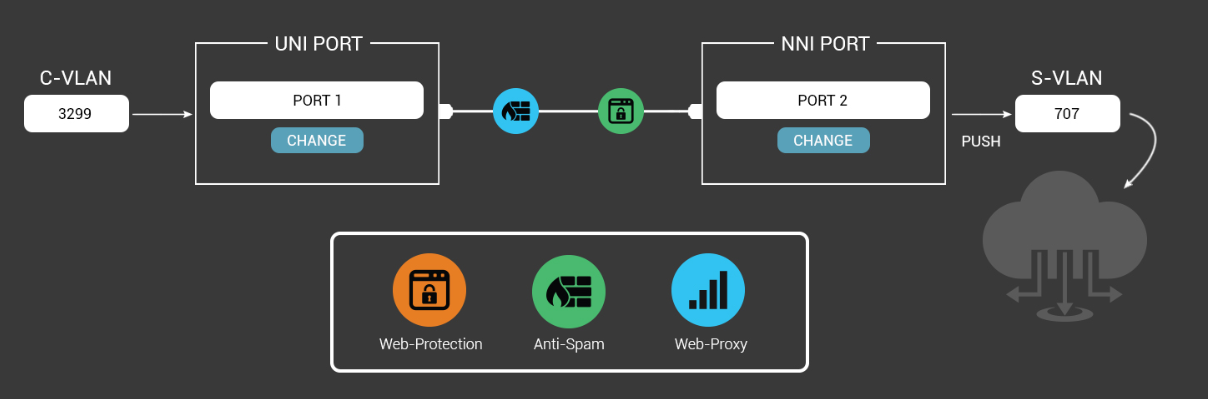 UNI PORT
NNI PORT
C-VLAN
S-VLAN
3299
PORT 1
PORT 2
707
CHANGE
CHANGE
PUSH
Web-Protection
Anti-Spam
Web-Proxy